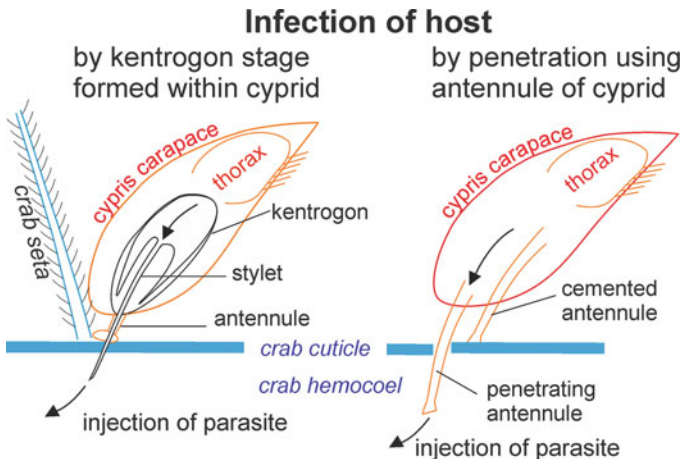 Infection of host
by kentrogon stage
formed within cyprid
by penetration using
antennule of cyprid
cypris carapace
thorax
crab seta
kentrogon
stylet
antennule
cypris carapace
thorax
cemented
antennule
crab cuticle
crab hemocoel
penetrating
antennule
injection of parasite
injection of parasite